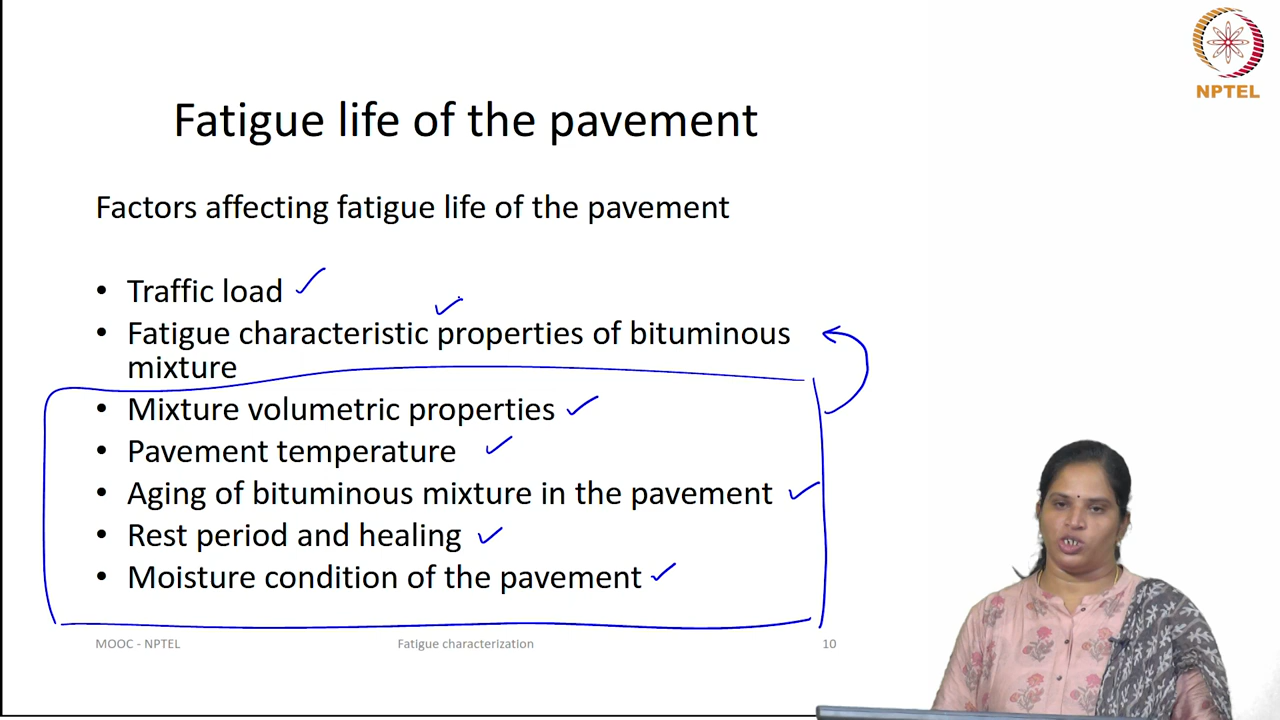 NPTEL
Fatigue life of the pavement
Factors affecting fatigue life of the pavement
• Traffic load
• Fatigue characteristic properties of bituminous
mixture
• Mixture volumetric properties
• Pavement temperature
• Aging of bituminous mixture in the pavement
• Rest period and healing
• Moisture condition of the pavement
MOOC - NPTEL Fatigue characterization 10